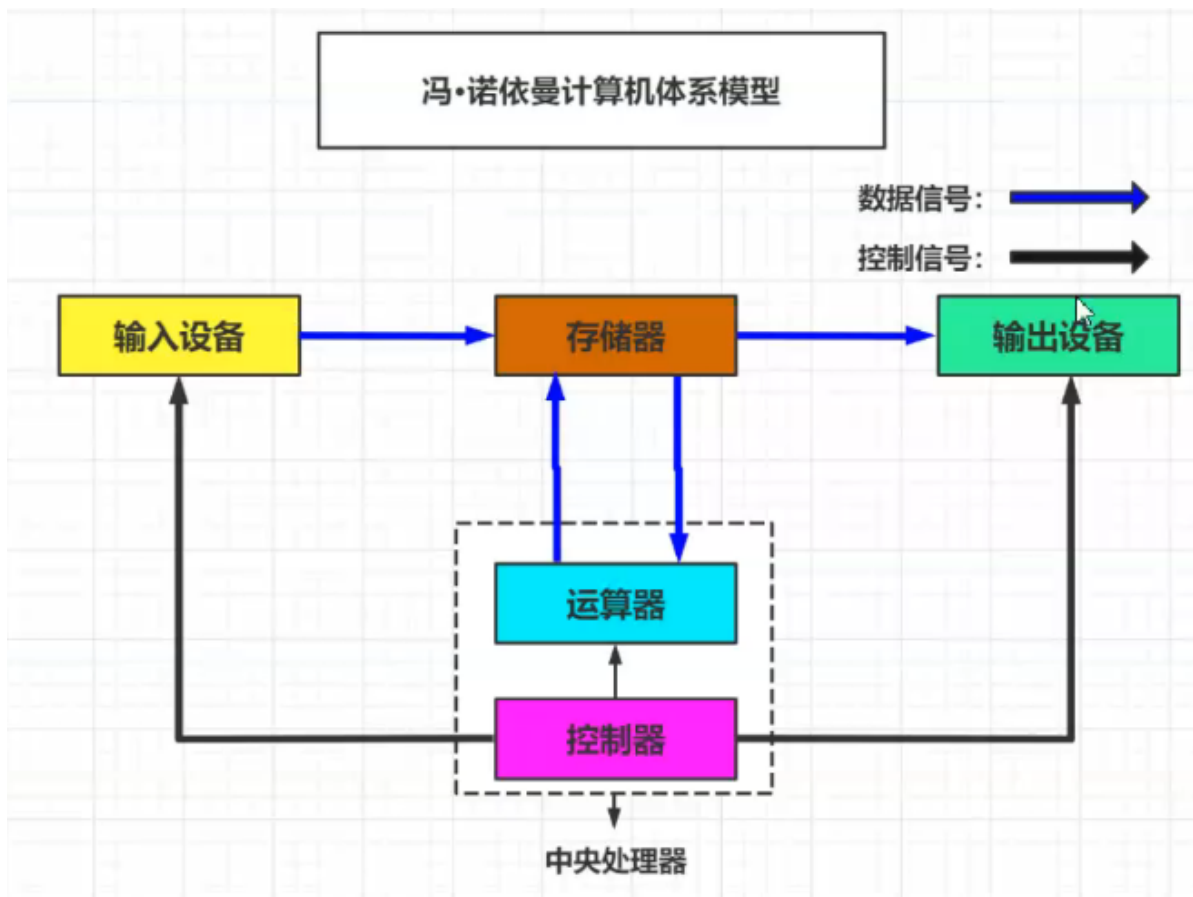 冯•诺依曼计算机体系模型
数据信号:
控制信号:
输入设备
存储器
输出设备
运算器
控制器
中央处理器